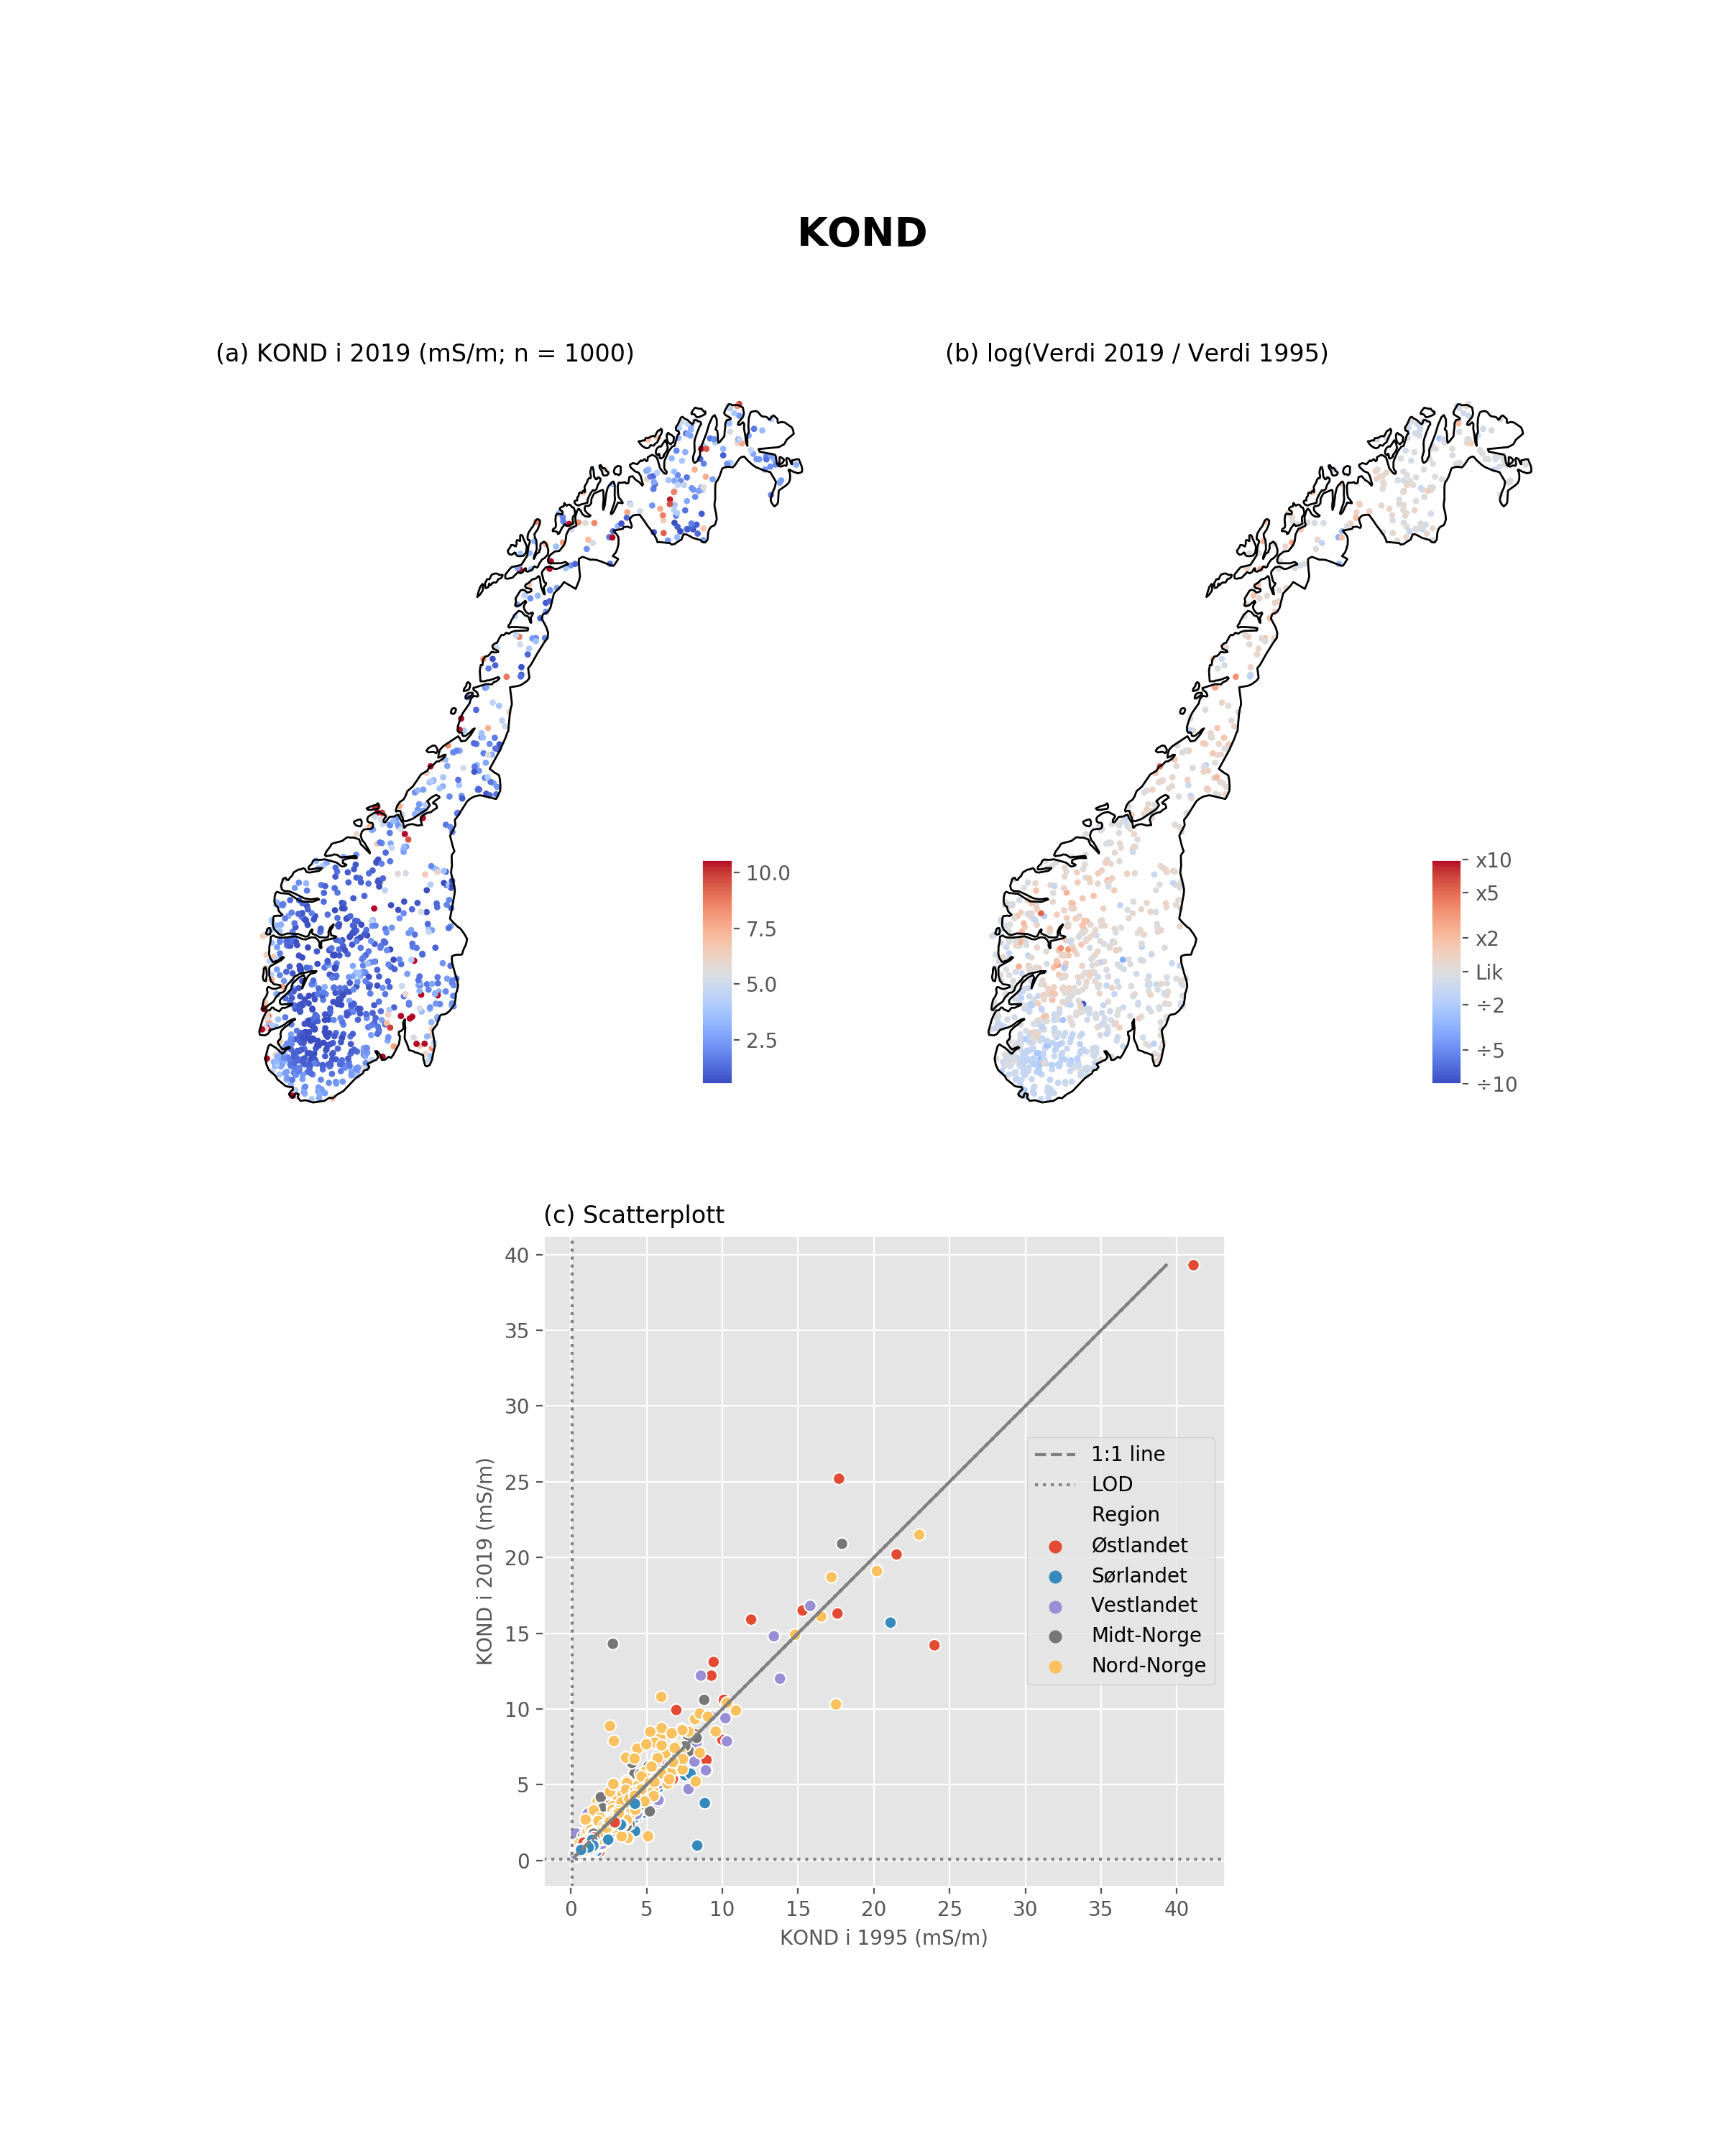 KOND
(a) KOND i 2019 (mS/m; n = 1000)
(b) log(Verdi 2019 / Verdi 1995)
10.0
7.5
5.0
2.5
x10
x5
x2
Lik
÷2
÷5
÷10
(c) Scatterplott
40
35
30
25
20
15
10
5
0
KOND i 2019 (mS/m)
1:1 line
LOD
Region
Østlandet
Sørlandet
Vestlandet
Midt-Norge
Nord-Norge
0 5 10 15 20 25 30 35 40
KOND i 1995 (mS/m)